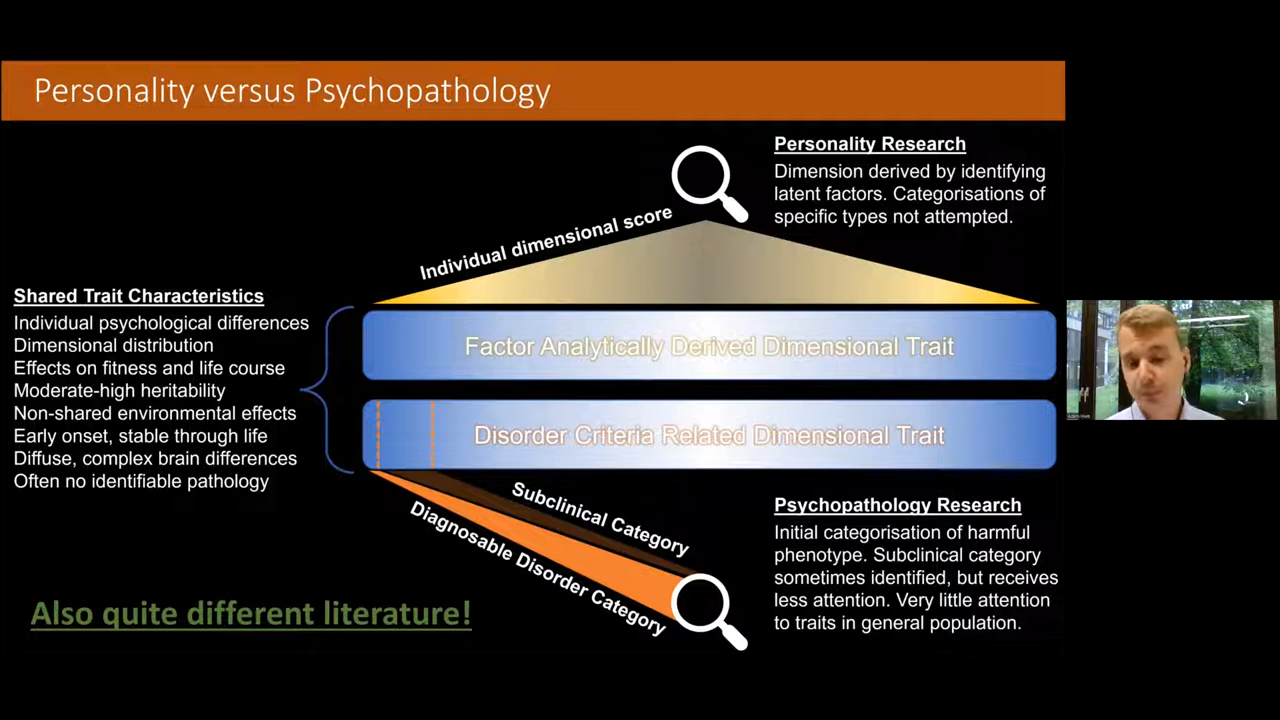 Personality versus Psychopathology
Personality Research
Dimension derived by identifying
latent factors. Categorisations of
specific types not attempted.
Individual dimensional score
Shared Trait Characteristics
Individual psychological differences
Dimensional distribution
Effects on fitness and life course
Moderate-high heritability
Non-shared environmental effects
Early onset, stable through life
Diffuse, complex brain differences
Often no identifiable pathology
Factor Analytically Derived Dimensional Trait
Disorder Criteria Related Dimensional Trait
Subclinical Category
Diagnosable Disorder Category
Psychopathology Research
Initial categorisation of harmful
phenotype. Subclinical category
sometimes identified, but receives
less attention. Very little attention
to traits in general population.
Also quite different literature!